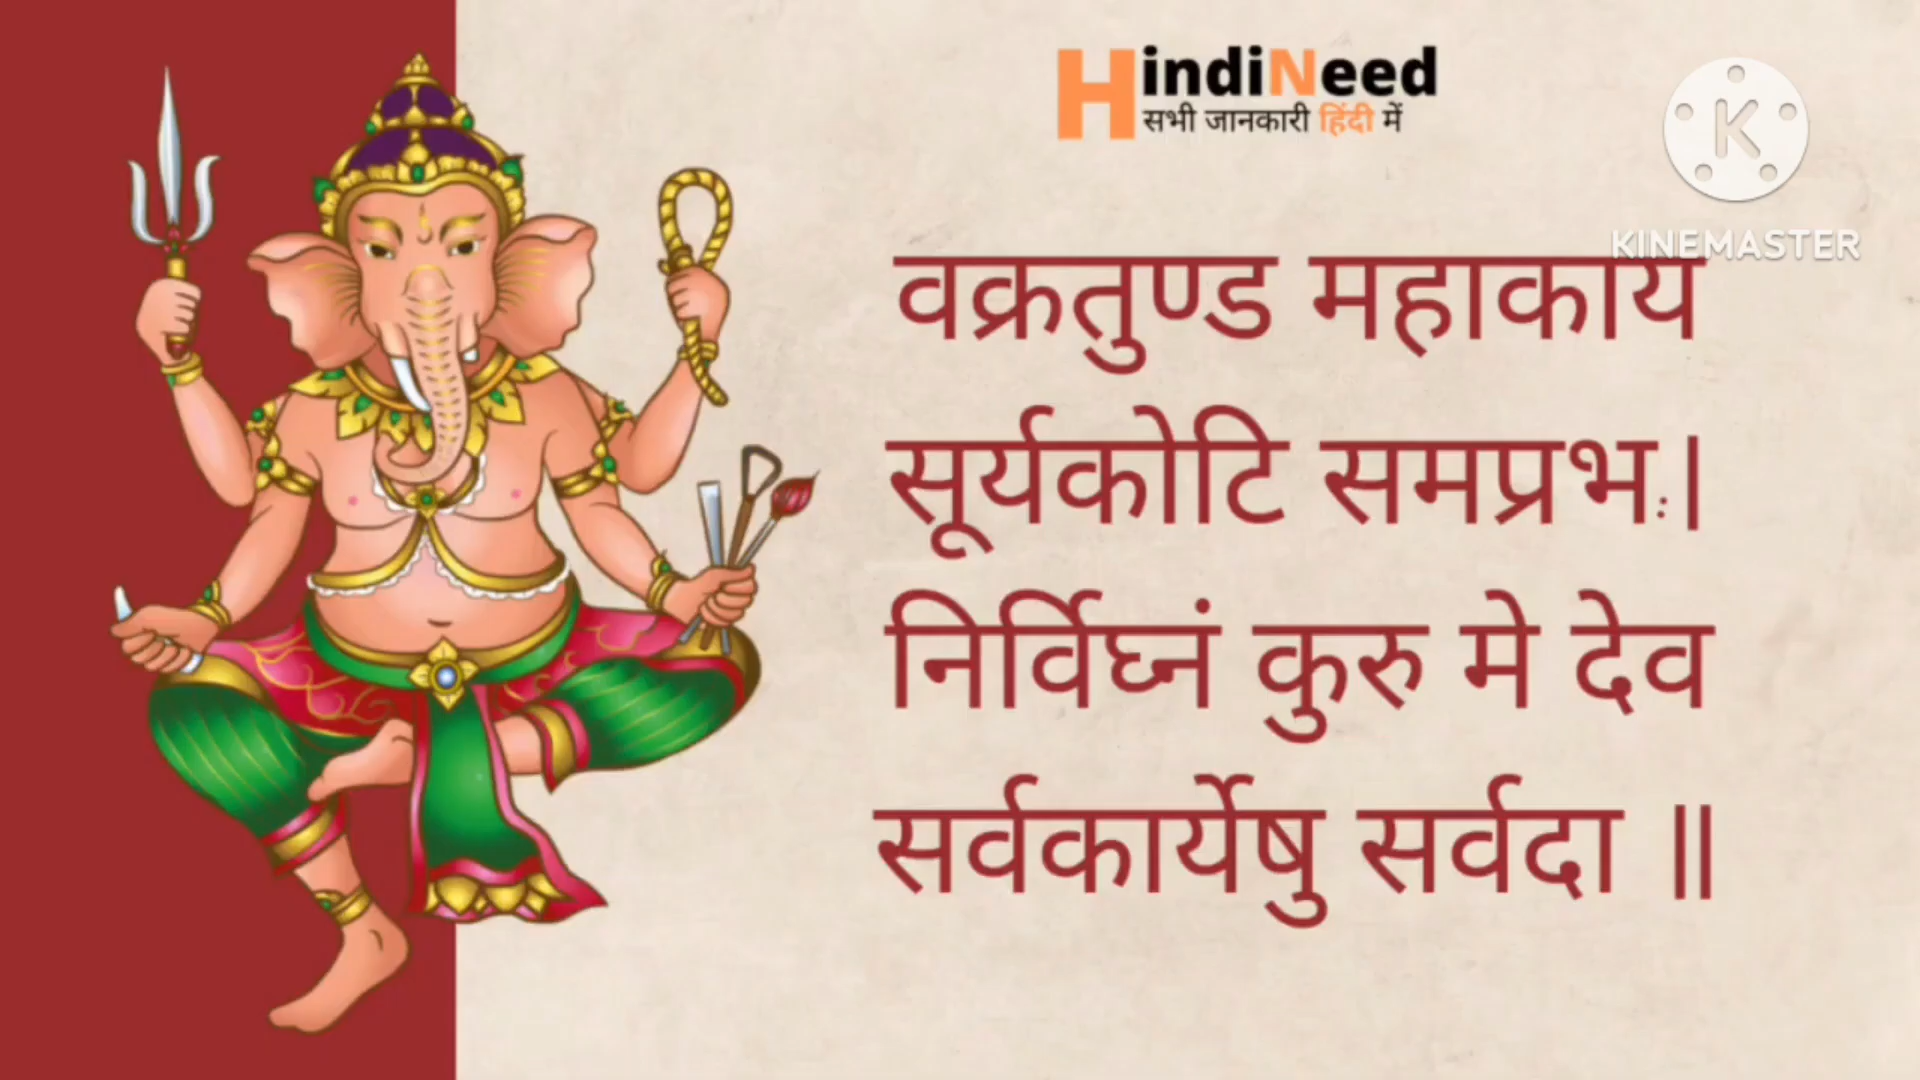 HindiNeed
सभी जानकारी हिंदी में
K
KINEMASTER
वक्रतुण्ड महाकाय
सूर्यकोटि समप्रभः।
निर्विघ्नं कुरु मे देव
सर्वकार्येषु सर्वदा ॥